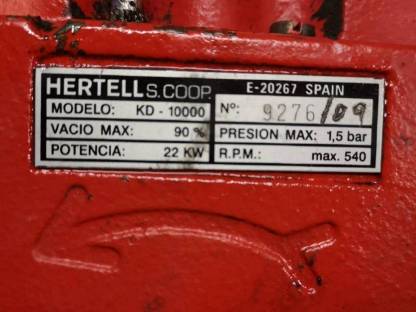 HERTELL S.COOP. E-20267 SPAIN
MODELO: KD - 10000 Nº: 9276/09
VACIO MAX: 90 % PRESION MAX: 1,5 bar
POTENCIA: 22 KW R.P.M.: max. 540